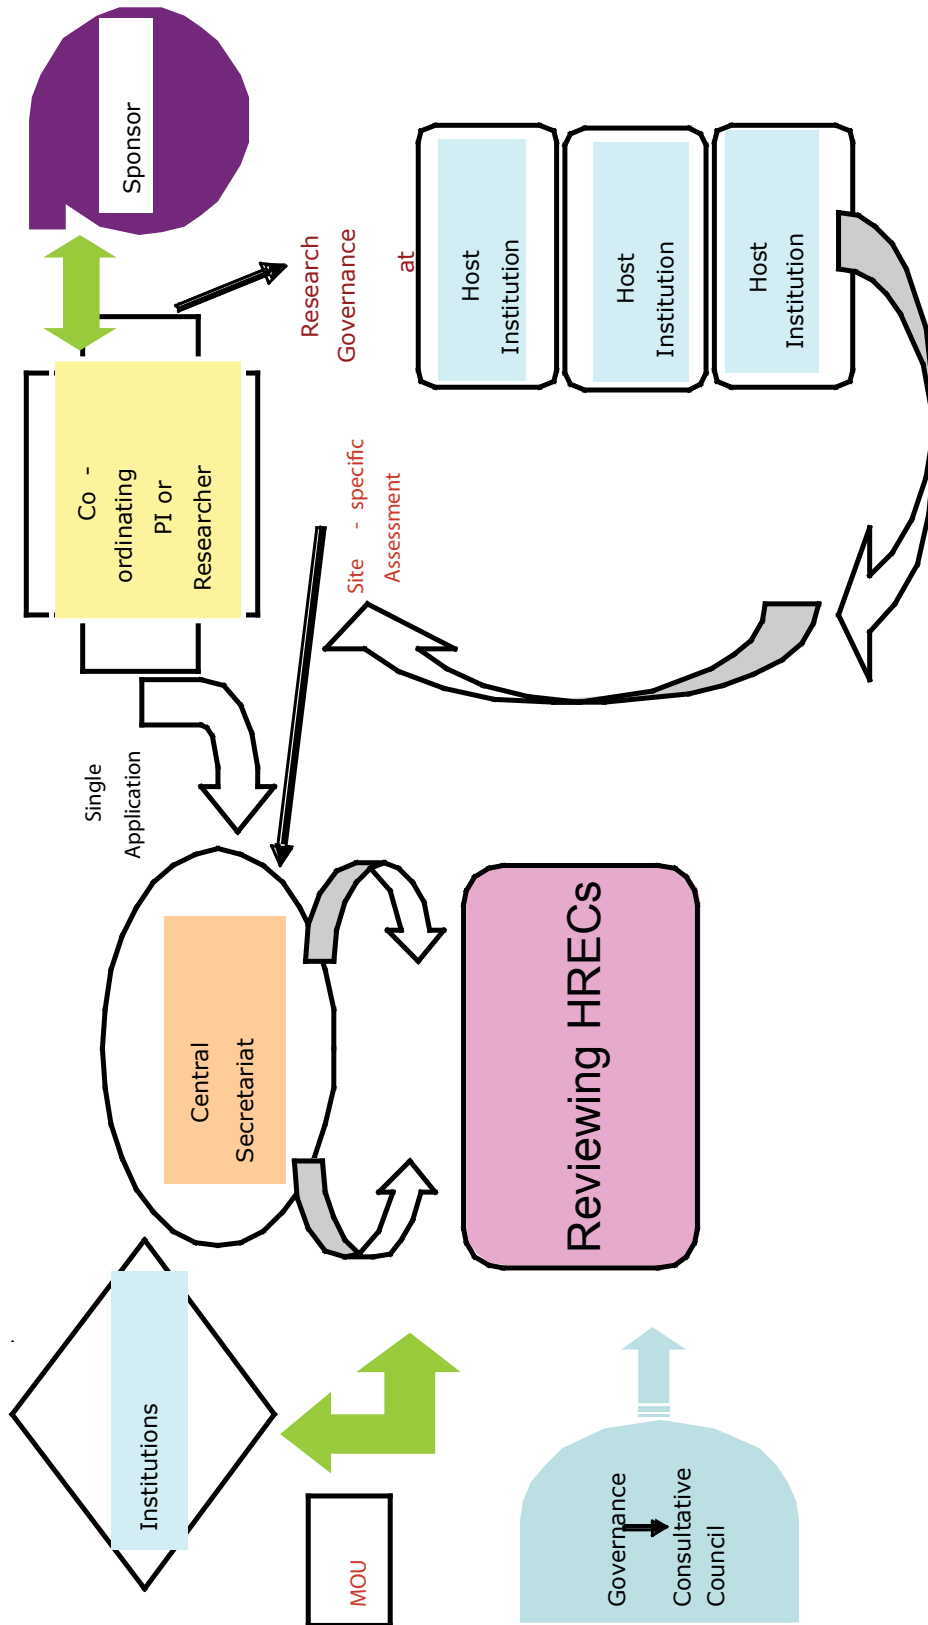 Institutions
MOU
Governance
Consultative
Council
Central
Secretariat
Reviewing HRECs
Single
Application
Co -
ordinating
PI or
Researcher
Site - specific
Assessment
Sponsor
Research
Governance
at
Host
Institution
Host
Institution
Host
Institution